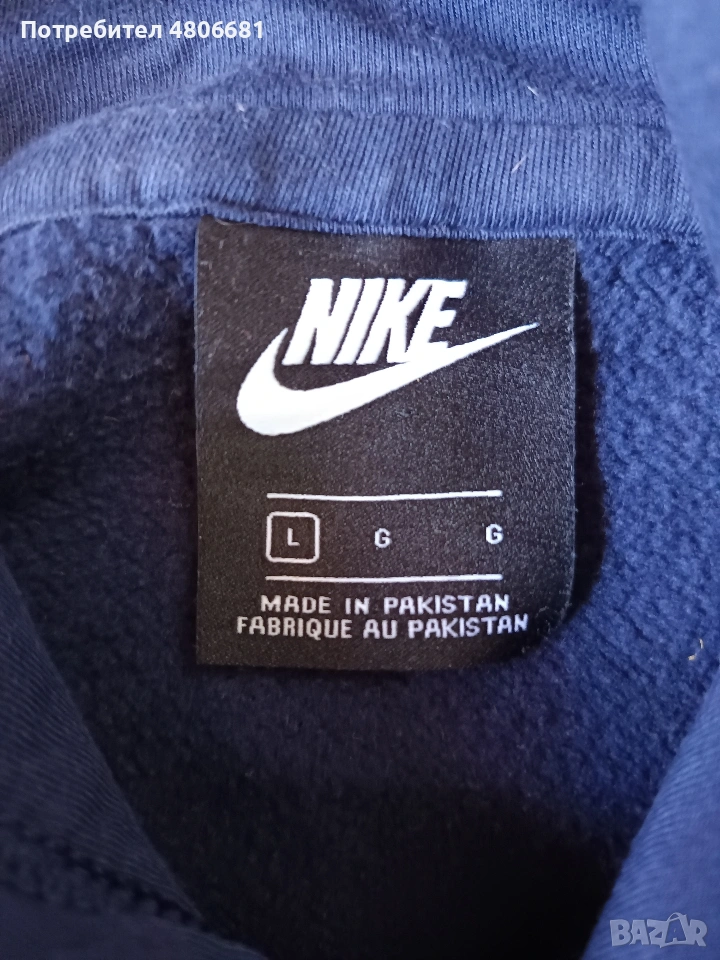 Потребител 4806681
NIKE
L G G
MADE IN PAKISTAN
FABRIQUE AU PAKISTAN
BAZAR